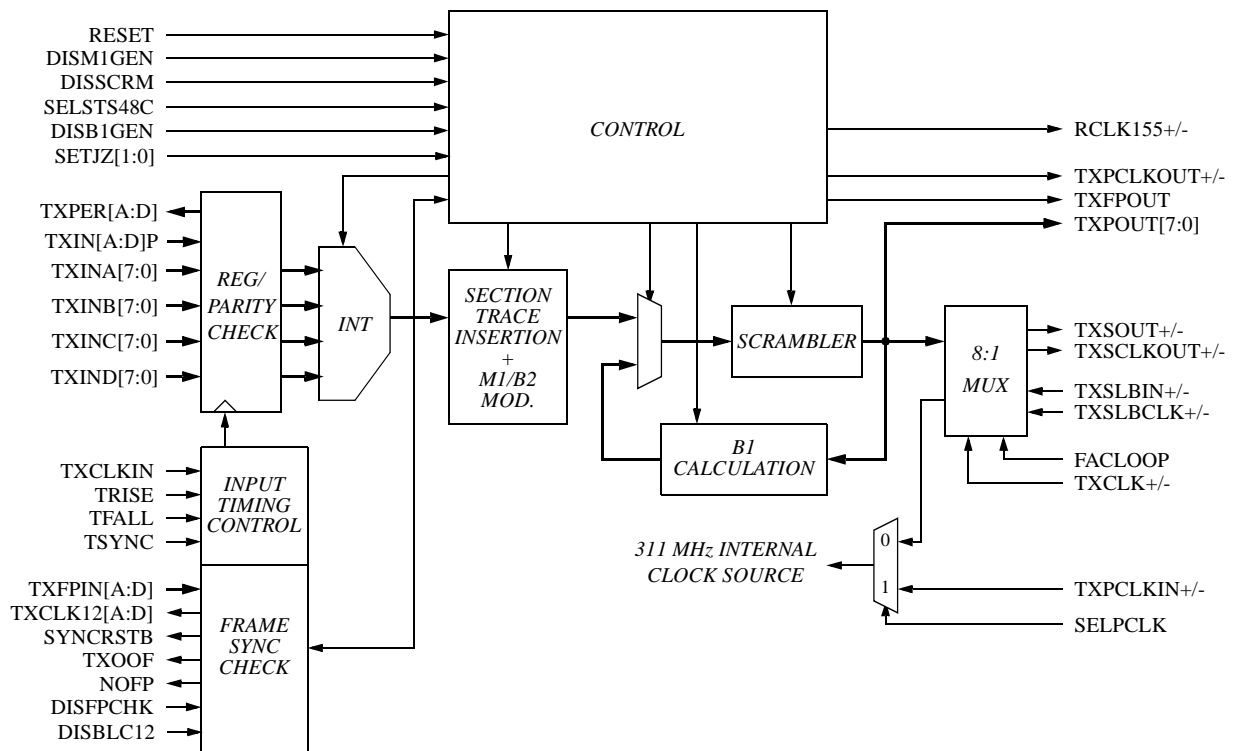 RESET
DISM1GEN
DISSCRM
SELSTS48C
DISB1GEN
SETJZ[1:0]
CONTROL
RCLK155+/-
TXPCLKOUT+/-
TXFPOUT
TXPOUT[7:0]
TXPER[A:D]
TXIN[A:D]P
TXINA[7:0]
TXINB[7:0]
TXINC[7:0]
TXIND[7:0]
REG/
PARITY
CHECK
INT
SECTION
TRACE
INSERTION
+
M1/B2
MOD.
SCRAMBLER
8:1
MUX
TXSOUT+/-
TXSCLKOUT+/-
TXSLBIN+/-
TXSLBCLK+/-
FACLOOP
TXCLK+/-
B1
CALCULATION
TXCLKIN
TRISE
TFALL
TSYNC
INPUT
TIMING
CONTROL
311 MHz INTERNAL
CLOCK SOURCE
0
1
TXPCLKIN+/-
SELPCLK
TXFPIN[A:D]
TXCLK12[A:D]
SYNCRSTB
TXOOF
NOFP
DISFPCHK
DISBLC12
FRAME
SYNC
CHECK